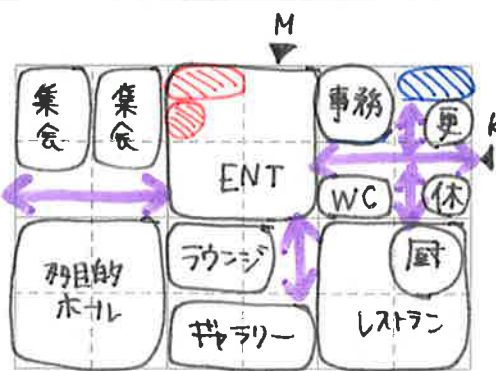 M
集会
集会
事務
更
ENT
WC
休
多目的
ホール
ラウンジ
厨
ギャラリー
レストラン